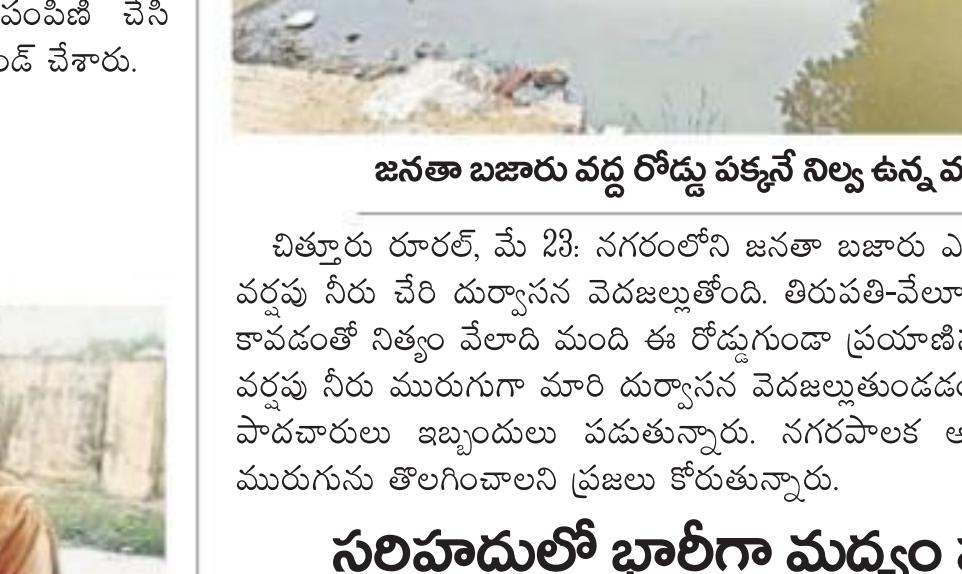 పంపిణి చేసి
చేశారు.
జనతా బజారు వద్ద రోడ్డు పక్కనే నిల్వ ఉన్న
చిత్తూరు రూరల్, మే 23: నగరంలోని జనతా బజారు
వర్షపు నీరు చేరి దుర్వాసన వెదజల్లుతోంది. తిరుపతి-వేలూ
కావడంతో నిత్యం వేలాది మంది ఈ రోడ్డుగుండా ప్రయాణి
వర్షపు నీరు మురుగుగా మారి దుర్వాసన వెదజల్లుతుండడం
పాదచారులు ఇబ్బందులు పడుతున్నారు. నగరపాలక
మురుగును తొలగించాలని ప్రజలు కోరుతున్నారు.
సరిహదులో భారీగా మద్యం